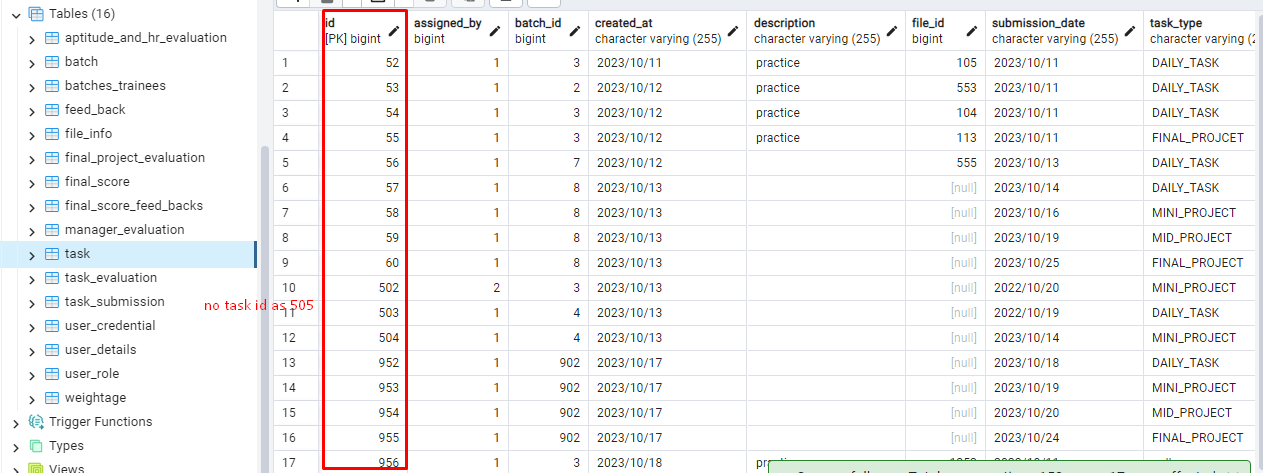 Tables (16)
aptitude_and_hr_evaluation
batch
batches_trainees
feed_back
file_info
final_project_evaluation
final_score
final_score_feed_backs
manager_evaluation
task
task_evaluation
task_submission
user_credential
user_details
user_role
weightage
Trigger Functions
Types
Views
no task id as 505
id assigned_by batch_id created_at description file_id submission_date task_type
[PK] bigint bigint bigint character varying (255) character varying (255) bigint character varying (255) character varying (2
1 52 1 3 2023/10/11 practice 105 2023/10/11 DAILY_TASK
2 53 1 2 2023/10/12 practice 553 2023/10/11 DAILY_TASK
3 54 1 3 2023/10/12 practice 104 2023/10/11 DAILY_TASK
4 55 1 3 2023/10/12 practice 113 2023/10/11 FINAL_PROJCET
5 56 1 7 2023/10/12 555 2023/10/13 DAILY_TASK
6 57 1 8 2023/10/13 [null] 2023/10/14 DAILY_TASK
7 58 1 8 2023/10/13 [null] 2023/10/16 MINI_PROJECT
8 59 1 8 2023/10/13 [null] 2023/10/19 MID_PROJECT
9 60 1 8 2023/10/13 [null] 2023/10/25 FINAL_PROJECT
10 502 2 3 2023/10/13 [null] 2022/10/20 MINI_PROJECT
11 503 1 4 2023/10/13 [null] 2022/10/19 DAILY_TASK
12 504 1 4 2023/10/13 [null] 2022/10/14 MINI_PROJECT
13 952 1 902 2023/10/17 [null] 2023/10/18 DAILY_TASK
14 953 1 902 2023/10/17 [null] 2023/10/19 MINI_PROJECT
15 954 1 902 2023/10/17 [null] 2023/10/20 MID_PROJECT
16 955 1 902 2023/10/17 [null] 2023/10/24 FINAL_PROJECT
17 956 1 3 2023/10/18